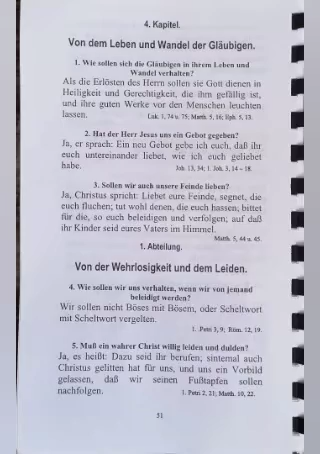 4. Kapitel.
Von dem Leben und Wandel der Gläubigen.
1. Wie sollen sich die Gläubigen in ihrem Leben und
Wandel verhalten?
Als die Erlösten des Herrn sollen sie Gott dienen in
Heiligkeit und Gerechtigkeit, die ihm gefällig ist,
und ihre guten Werke vor den Menschen leuchten
lassen. Luk. 1, 74 u. 75; Matth. 5, 16; Eph. 5, 13.
2. Hat der Herr Jesus uns ein Gebot gegeben?
Ja, er sprach: Ein neu Gebot gebe ich euch, daß ihr
euch untereinander liebet, wie ich euch geliebet
habe. Joh. 13, 34; 1. Joh. 3, 14 – 18.
3. Sollen wir auch unsere Feinde lieben?
Ja, Christus spricht: Liebet eure Feinde, segnet, die
euch fluchen; tut wohl denen, die euch hassen; bittet
für die, so euch beleidigen und verfolgen; auf daß
ihr Kinder seid eures Vaters im Himmel.
Matth. 5, 44 u. 45.
1. Abteilung.
Von der Wehrlosigkeit und dem Leiden.
4. Wie sollen wir uns verhalten, wenn wir von jemand
beleidigt werden?
Wir sollen nicht Böses mit Bösem, oder Scheltwort
mit Scheltwort vergelten.
1. Petri 3, 9; Röm. 12, 19.
5. Muß ein wahrer Christ willig leiden und dulden?
Ja, es heißt: Dazu seid ihr berufen; sintemal auch
Christus gelitten hat für uns, und uns ein Vorbild
gelassen, daß wir seinen Fußtapfen sollen
nachfolgen. 1. Petri 2, 21; Matth. 10, 22.
51